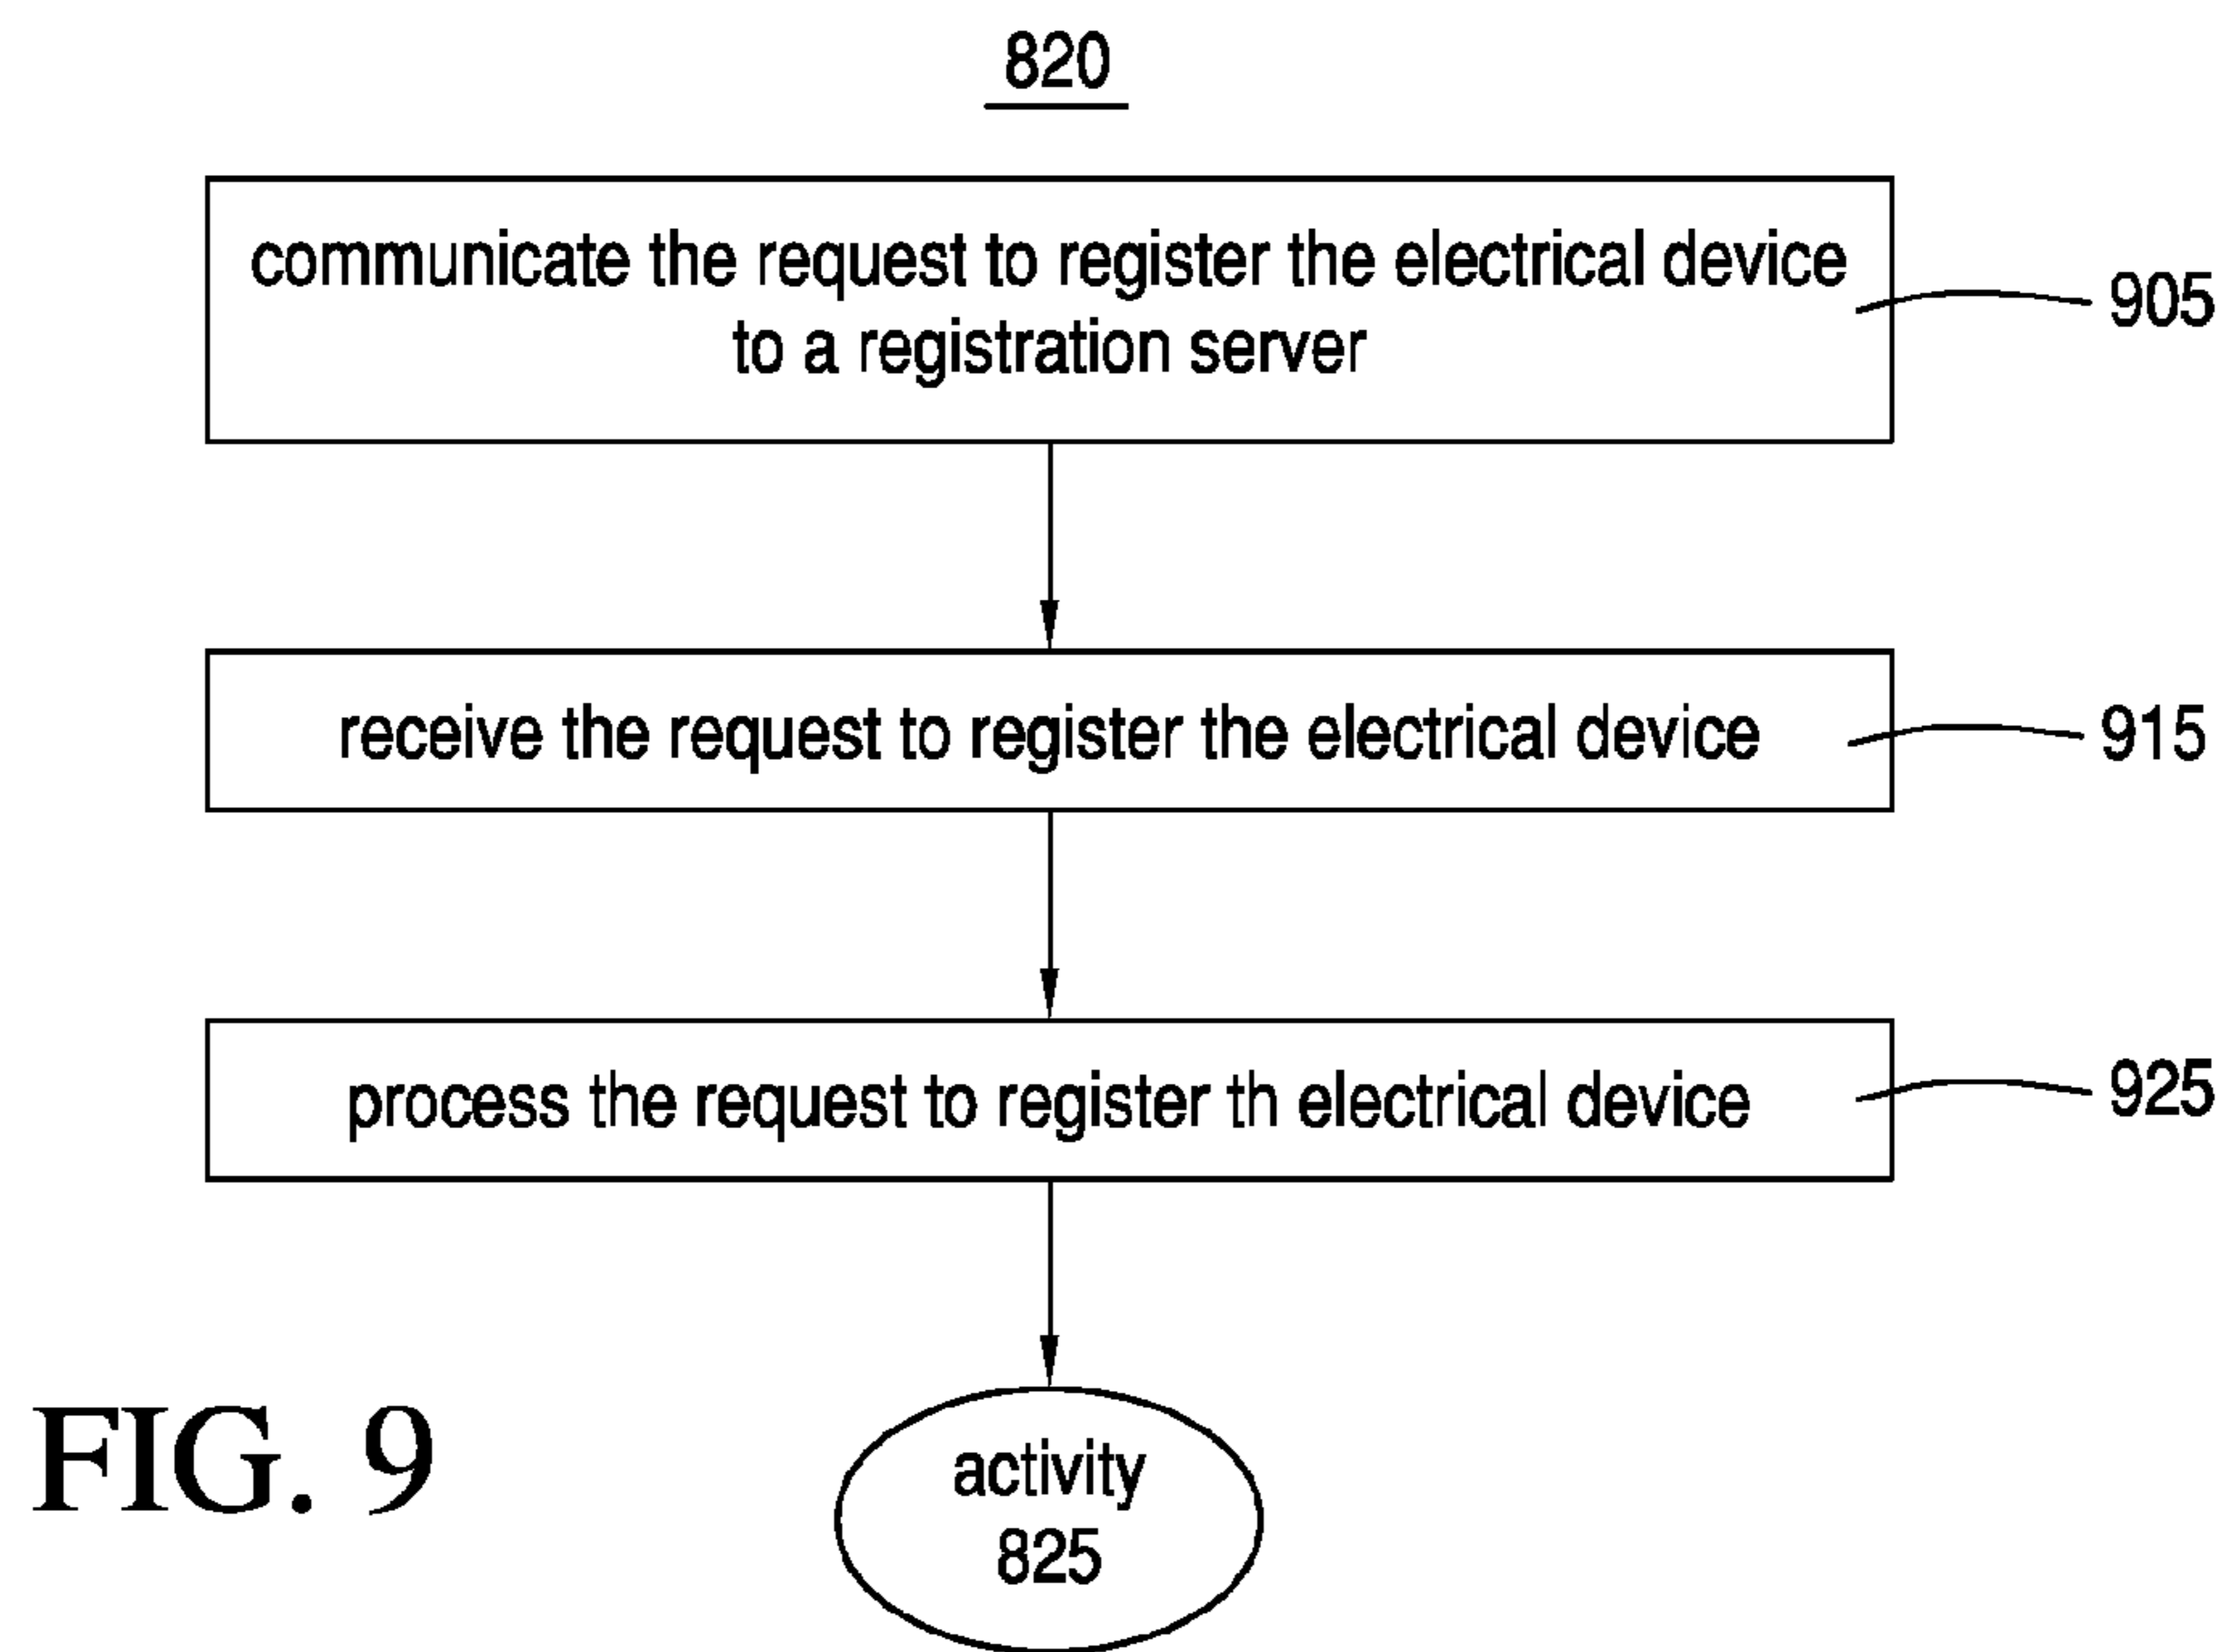 820
communicate the request to register the electrical device
to a registration server
905
receive the request to register the electrical device
915
process the request to register th electrical device
925
activity
825
FIG. 9